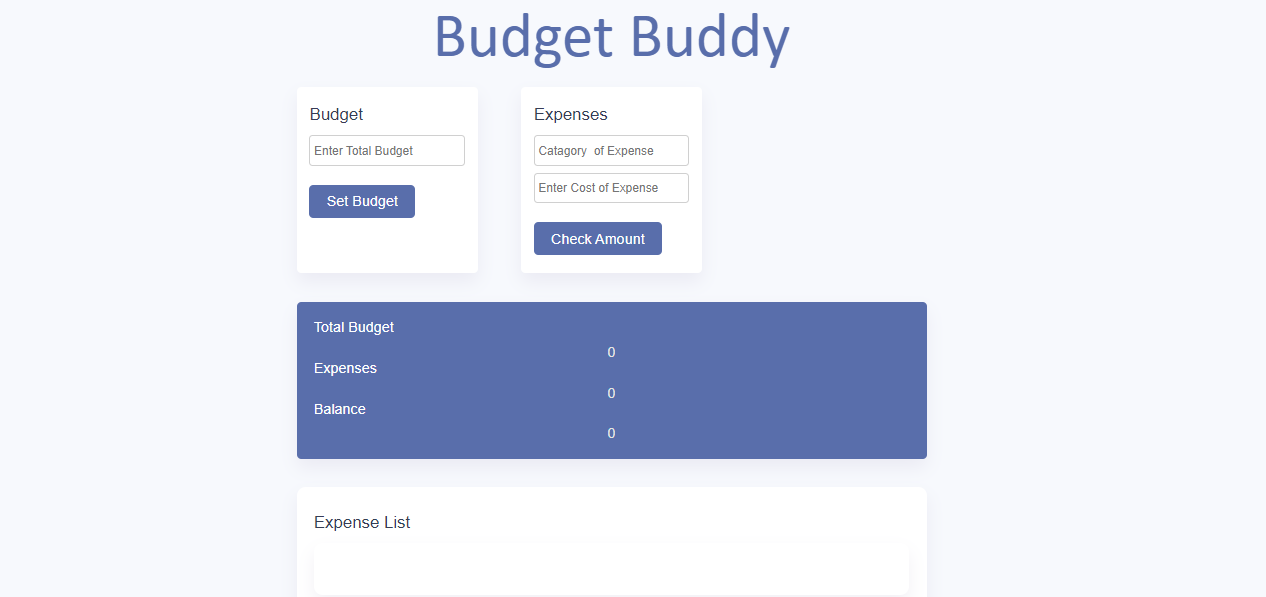 Budget Buddy
Budget
Enter Total Budget
Set Budget
Expenses
Catagory  of Expense
Enter Cost of Expense
Check Amount
Total Budget
0
Expenses
0
Balance
0
Expense List